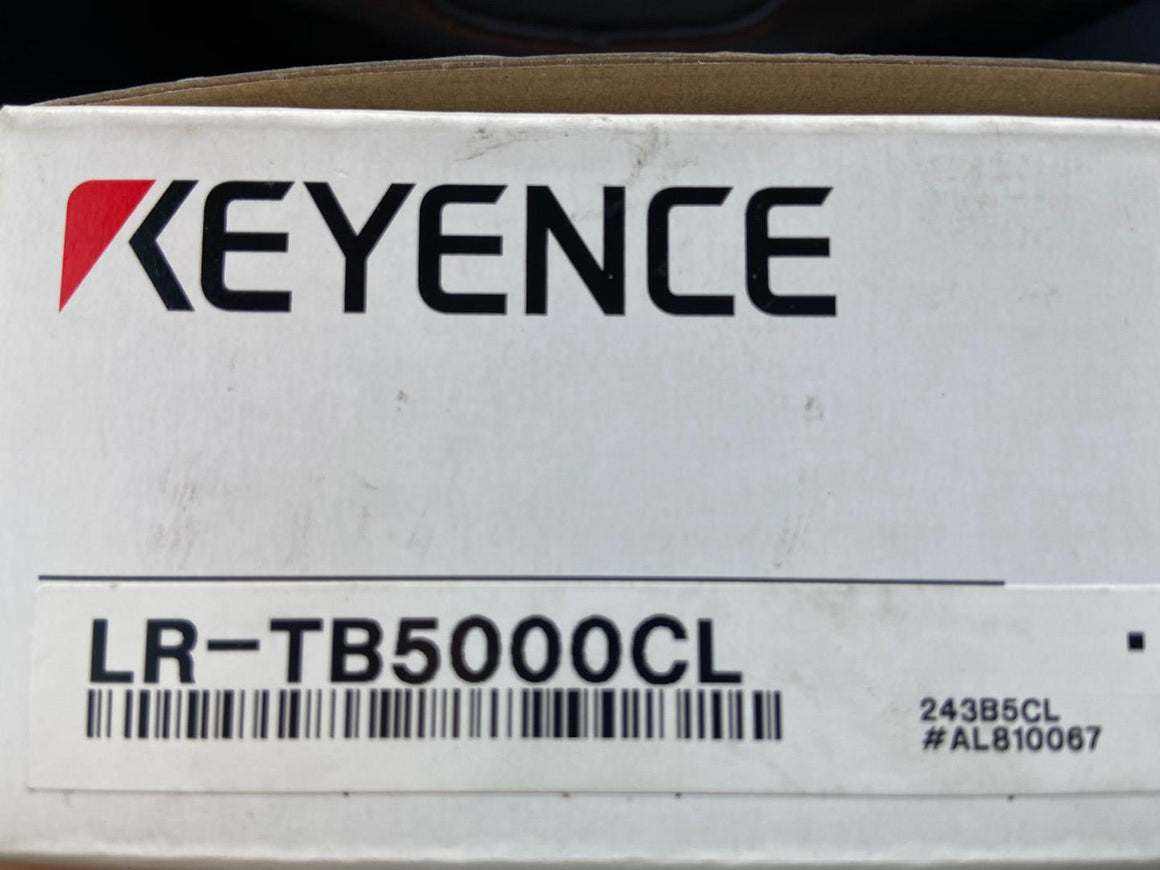 KEYENCE
LR-TB5000CL
243B5CL
#AL810067